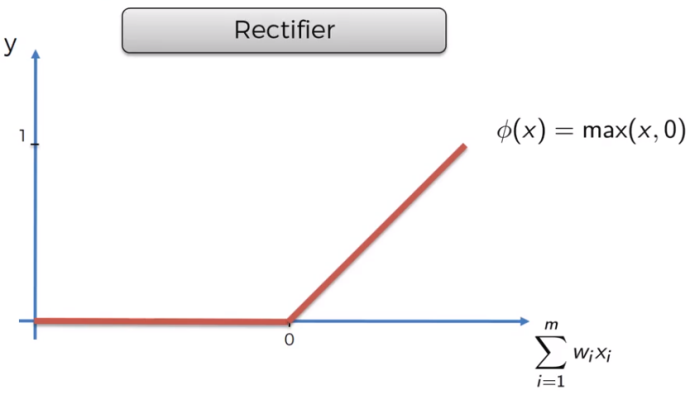 Rectifier
y
1
ϕ(x) = max(x, 0)
0
m
∑ wᵢxᵢ
i=1